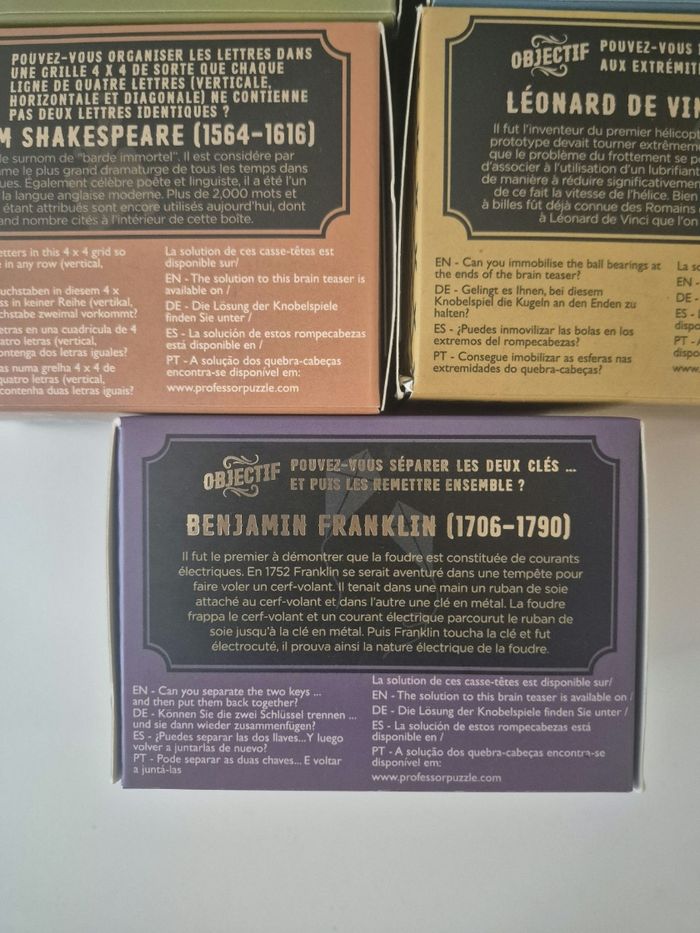 POUVEZ-VOUS ORGANISER LES LETTRES DANS
UNE GRILLE 4 X 4 DE SORTE QUE CHAQUE
LIGNE DE QUATRE LETTRES (VERTICALE,
HORIZONTALE ET DIAGONALE) NE CONTIENNE
PAS DEUX LETTRES IDENTIQUES ?
M SHAKESPEARE (1564-1616)
le surnom de "barde immortel". Il est considéré par
me le plus grand dramaturge de tous les temps dans
ues. Également célèbre poète et linguiste, il a été l'un
la langue anglaise moderne. Plus de 2,000 mots et
étant attribués sont encore utilisés aujourd'hui, dont
and nombre cités à l'intérieur de cette boîte.
etters in this 4 x 4 grid so
e in any row (vertical,
uchstaben in diesem 4 x
ss in keiner Reihe (vertikal,
chstabe zweimal vorkommt?
etras en una cuadrícula de 4
atro letras (vertical,
ontenga dos letras iguales?
as numa grelha 4 x 4 de
quatro letras (vertical,
contenha duas letras iguais?
La solution de ces casse-têtes est
disponible sur/
EN - The solution to this brain teaser is
available on /
DE - Die Lösung der Knobelspiele
finden Sie unter /
ES - La solución de estos rompecabezas
está disponible en /
PT - A solução dos quebra-cabeças
encontra-se disponível em:
www.professorpuzzle.com
OBJECTIF
POUVEZ-VOUS
AUX EXTRÉMIT
LÉONARD DE VI
Il fut l'inventeur du premier hélicopt
prototype devait tourner extrêmeme
que le problème du frottement se p
d'associer à l'utilisation d'un lubrifiant
de manière à réduire significativemen
de ce fait la vitesse de l'hélice. Bien
à billes fût déjà connue des Romains
à Léonard de Vinci que l'on
EN - Can you immobilise the ball bearings at
the ends of the brain teaser?
DE - Gelingt es Ihnen, bei diesem
Knobelspiel die Kugeln an den Enden zu
halten?
ES - ¿Puedes inmovilizar las bolas en los
extremos del rompecabezas?
PT - Consegue imobilizar as esferas nas
extremidades do quebra-cabeças?
La so
dispo
EN -
DE -
ES - L
dispo
PT - A
dispo
www.
OBJECTIF
POUVEZ-VOUS SÉPARER LES DEUX CLÉS ...
ET PUIS LES REMETTRE ENSEMBLE ?
BENJAMIN FRANKLIN (1706-1790)
Il fut le premier à démontrer que la foudre est constituée de courants
électriques. En 1752 Franklin se serait aventuré dans une tempête pour
faire voler un cerf-volant. Il tenait dans une main un ruban de soie
attaché au cerf-volant et dans l'autre une clé en métal. La foudre
frappa le cerf-volant et un courant électrique parcourut le ruban de
soie jusqu'à la clé en métal. Puis Franklin toucha la clé et fut
électrocuté, il prouva ainsi la nature électrique de la foudre.
EN - Can you separate the two keys ...
and then put them back together?
DE - Können Sie die zwei Schlüssel trennen ...
und sie dann wieder zusammenfügen?
ES - ¿Puedes separar las dos llaves...Y luego
volver a juntarlas de nuevo?
PT - Pode separar as duas chaves... E voltar
a juntá-las
La solution de ces casse-têtes est disponible sur/
EN - The solution to this brain teaser is available on /
DE - Die Lösung der Knobelspiele finden Sie unter /
ES - La solución de estos rompecabezas está
disponible en /
PT - A solução dos quebra-cabeças encontra-se
disponível em:
www.professorpuzzle.com